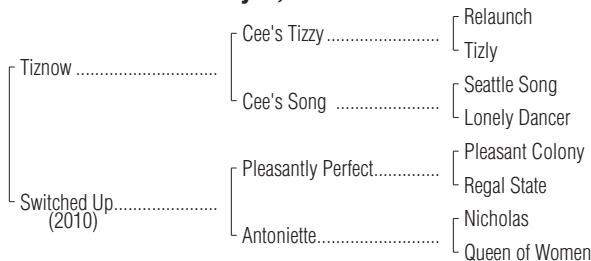 Relaunch
Cee's Tizzy
Tizly
Tiznow
Seattle Song
Cee's Song
Lonely Dancer
Pleasant Colony
Pleasantly Perfect
Regal State
Switched Up
(2010)
Nicholas
Antoniette
Queen of Women